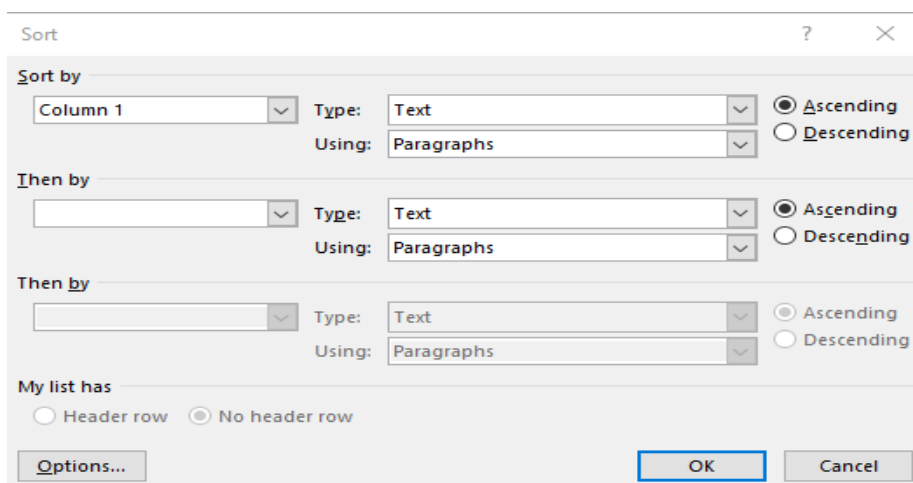 Sort ?
Sort by
Column 1 Type: Text Ascending
Using: Paragraphs Descending
Then by
Type: Text Ascending
Using: Paragraphs Descending
Then by
Type: Text Ascending
Using: Paragraphs Descending
My list has
Header row No header row
Options... OK Cancel